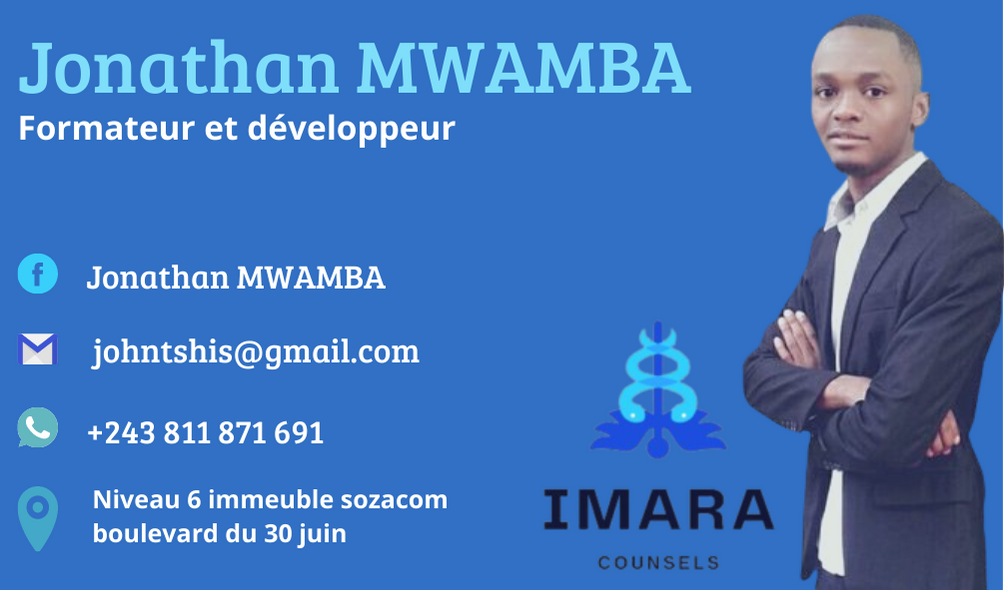 Jonathan MWAMBA
Formateur et développeur
Jonathan MWAMBA
johntshis@gmail.com
+243 811 871 691
Niveau 6 immeuble sozacom
boulevard du 30 juin
IMARA
COUNSELS